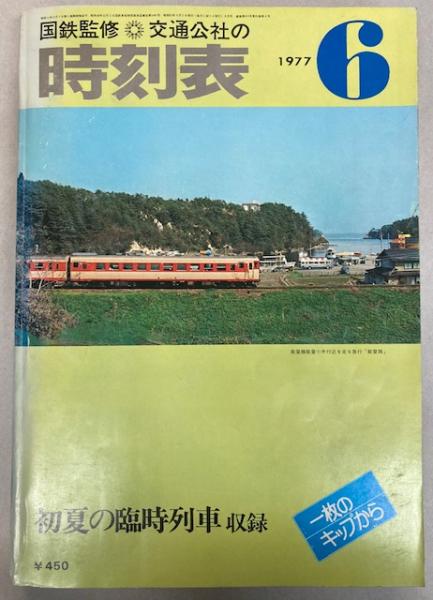 国鉄監修 交通公社の
時刻表
1977 6
初夏の臨時列車 収録
一枚の
キップから
¥450